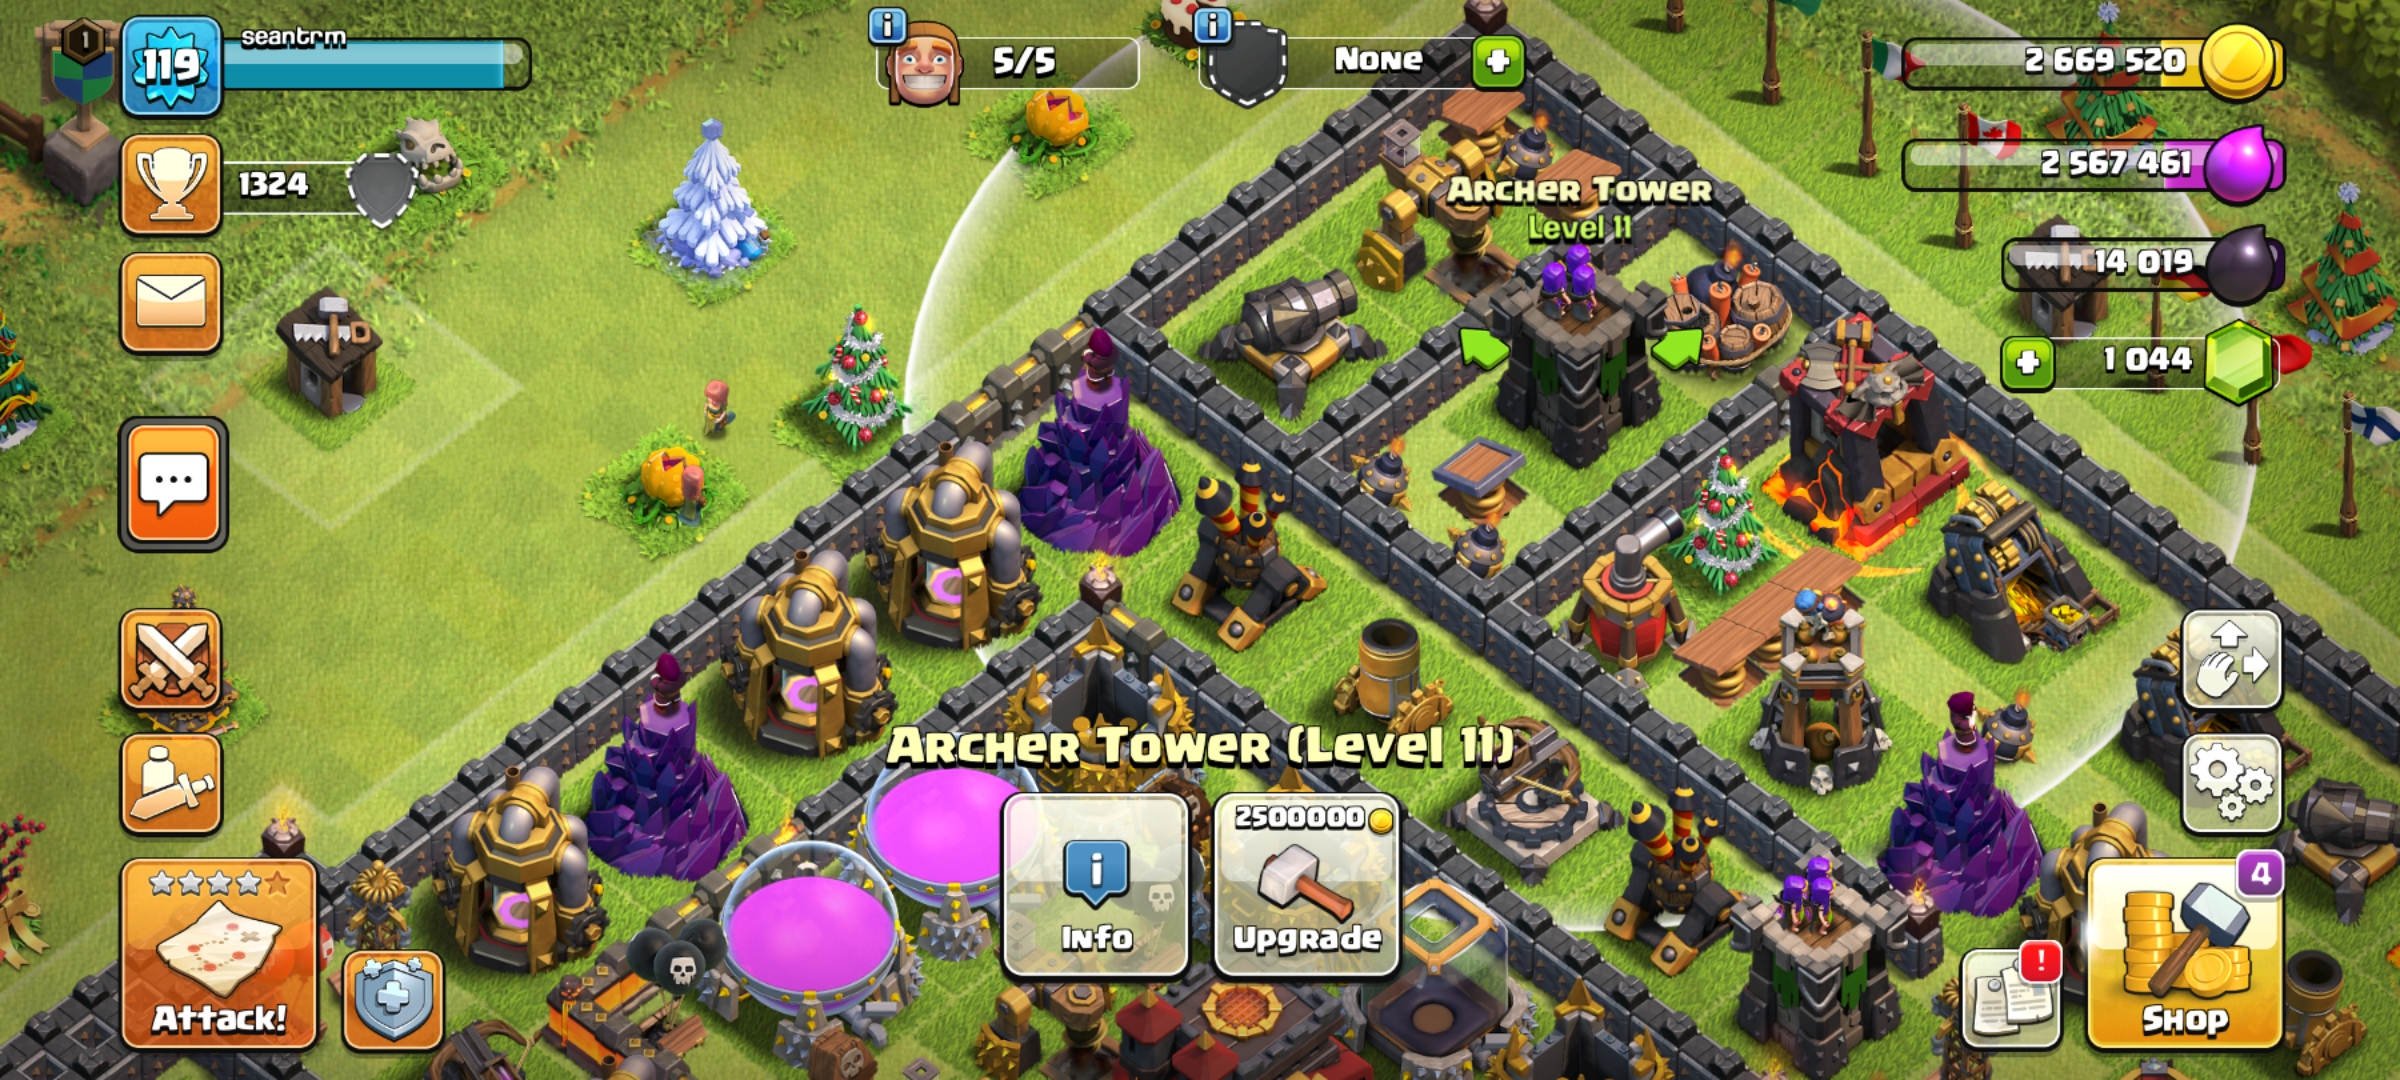 1
119
seantrm
i
5/5
i
None
2 669 520
1324
2 567 461
14 019
1 044
Archer Tower
Level 11
Archer Tower (Level 11)
i
Info
2500000
Upgrade
Attack!
!
4
Shop